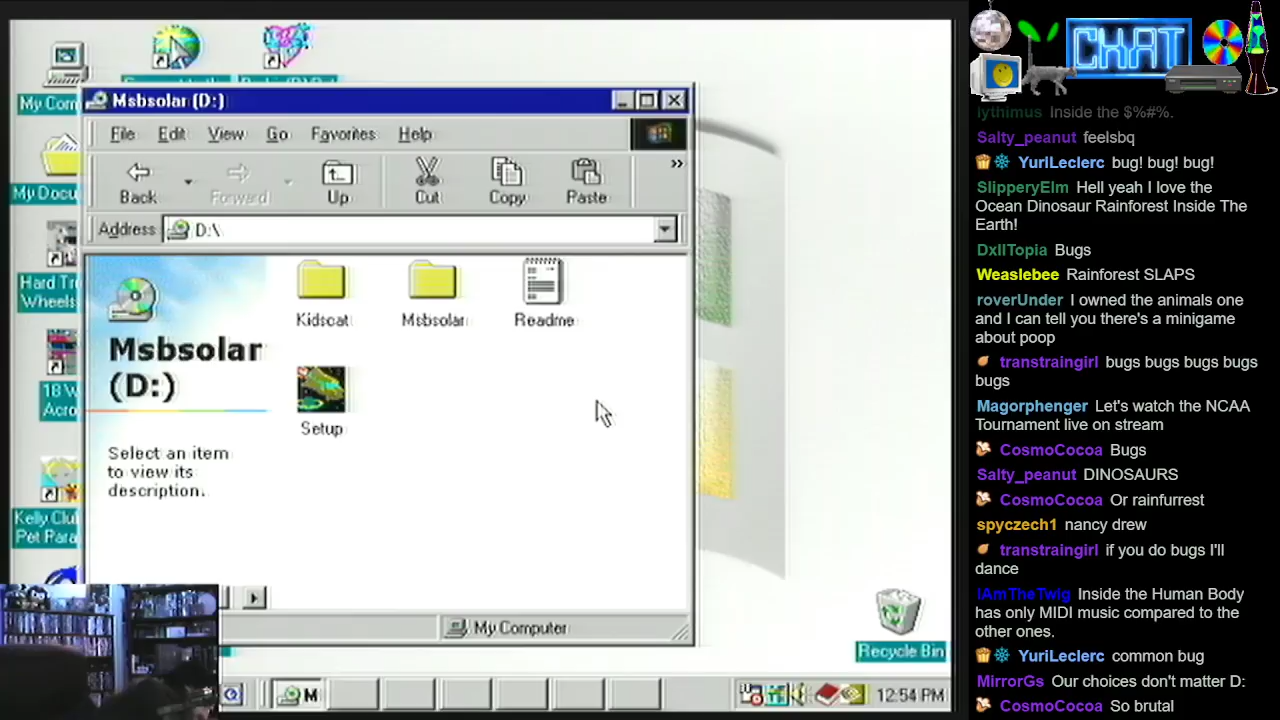 Msbsolar (D:)
File Edit View Go Favorites Help
Back Forward Up Cut Copy Paste
Address D:\
Kidscat Msbsolar Readme
Msbsolar
(D:)
Setup
Select an item
to view its
description.
My Computer
My Com
My Docu
Hard Tru
Wheels
18 W
Acro
Kelly Clu
Pet Para
Recycle Bin
M
12:54 PM
CHAT
lythimus Inside the $%#%.
Salty_peanut feelsbq
YuriLeclerc bug! bug! bug!
SlipperyElm Hell yeah I love the
Ocean Dinosaur Rainforest Inside The
Earth!
DxIlTopia Bugs
Weaslebee Rainforest SLAPS
roverUnder I owned the animals one
and I can tell you there's a minigame
about poop
transtraingirl bugs bugs bugs bugs
bugs
Magorphenger Let's watch the NCAA
Tournament live on stream
CosmoCocoa Bugs
Salty_peanut DINOSAURS
CosmoCocoa Or rainfurrest
spyczech1 nancy drew
transtraingirl if you do bugs I'll
dance
IAmTheTwig Inside the Human Body
has only MIDI music compared to the
other ones.
YuriLeclerc common bug
MirrorGs Our choices don't matter D:
CosmoCocoa So brutal